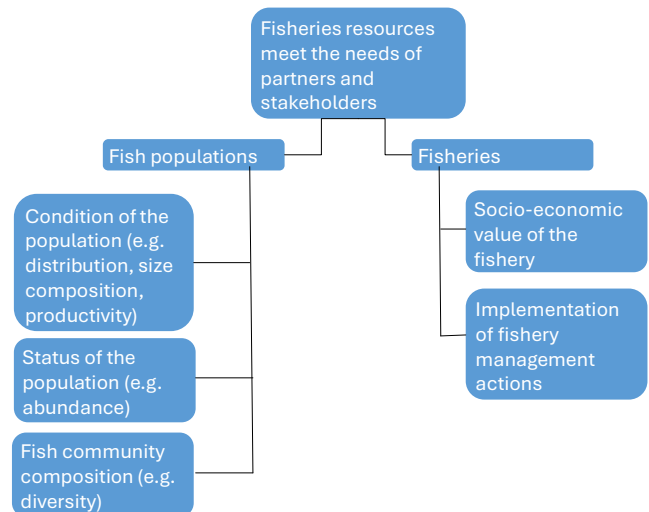 Fisheries resources
meet the needs of
partners and
stakeholders
Fish populations
Fisheries
Condition of the
population (e.g.
distribution, size
composition,
productivity)
Status of the
population (e.g.
abundance)
Fish community
composition (e.g.
diversity)
Socio-economic
value of the
fishery
Implementation
of fishery
management
actions